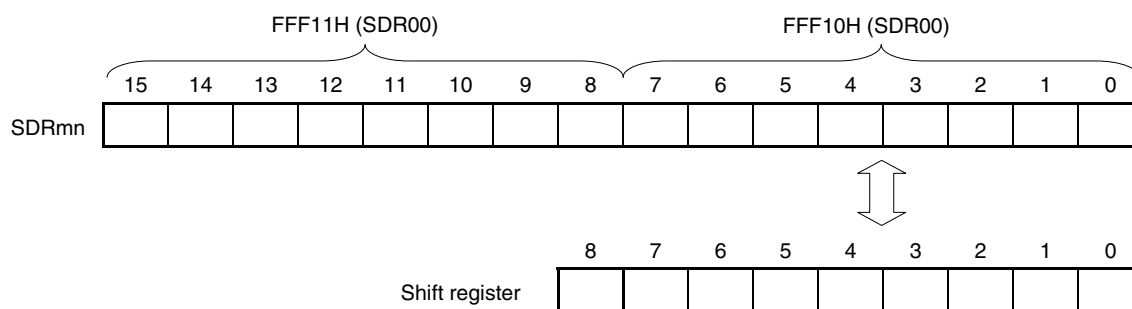 FFF11H (SDR00) FFF10H (SDR00)
15 14 13 12 11 10 9 8 7 6 5 4 3 2 1 0
SDRmn
8 7 6 5 4 3 2 1 0
Shift register